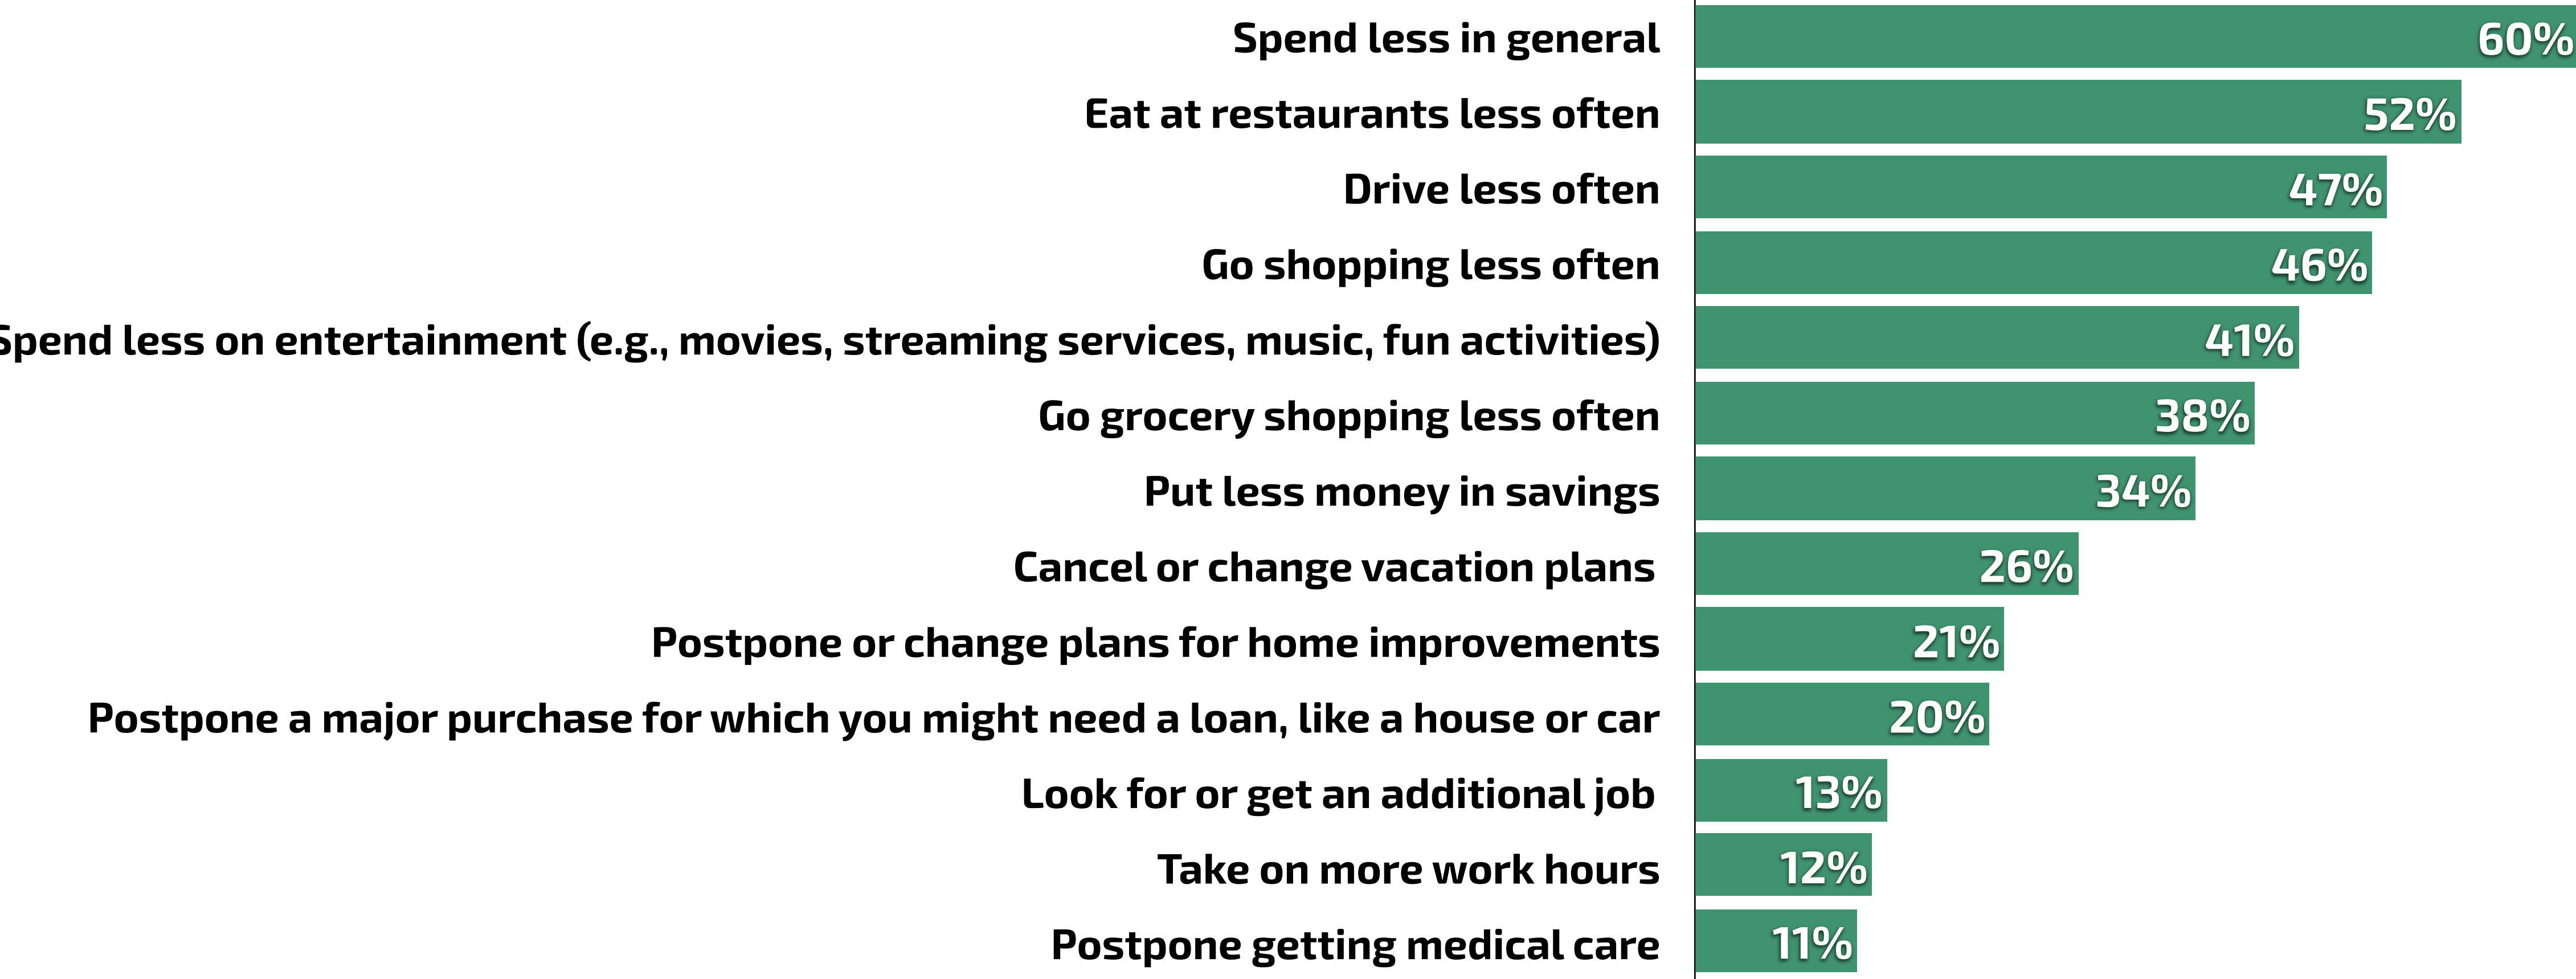 Spend less in general 60%
Eat at restaurants less often 52%
Drive less often 47%
Go shopping less often 46%
Spend less on entertainment (e.g., movies, streaming services, music, fun activities) 41%
Go grocery shopping less often 38%
Put less money in savings 34%
Cancel or change vacation plans 26%
Postpone or change plans for home improvements 21%
Postpone a major purchase for which you might need a loan, like a house or car 20%
Look for or get an additional job 13%
Take on more work hours 12%
Postpone getting medical care 11%